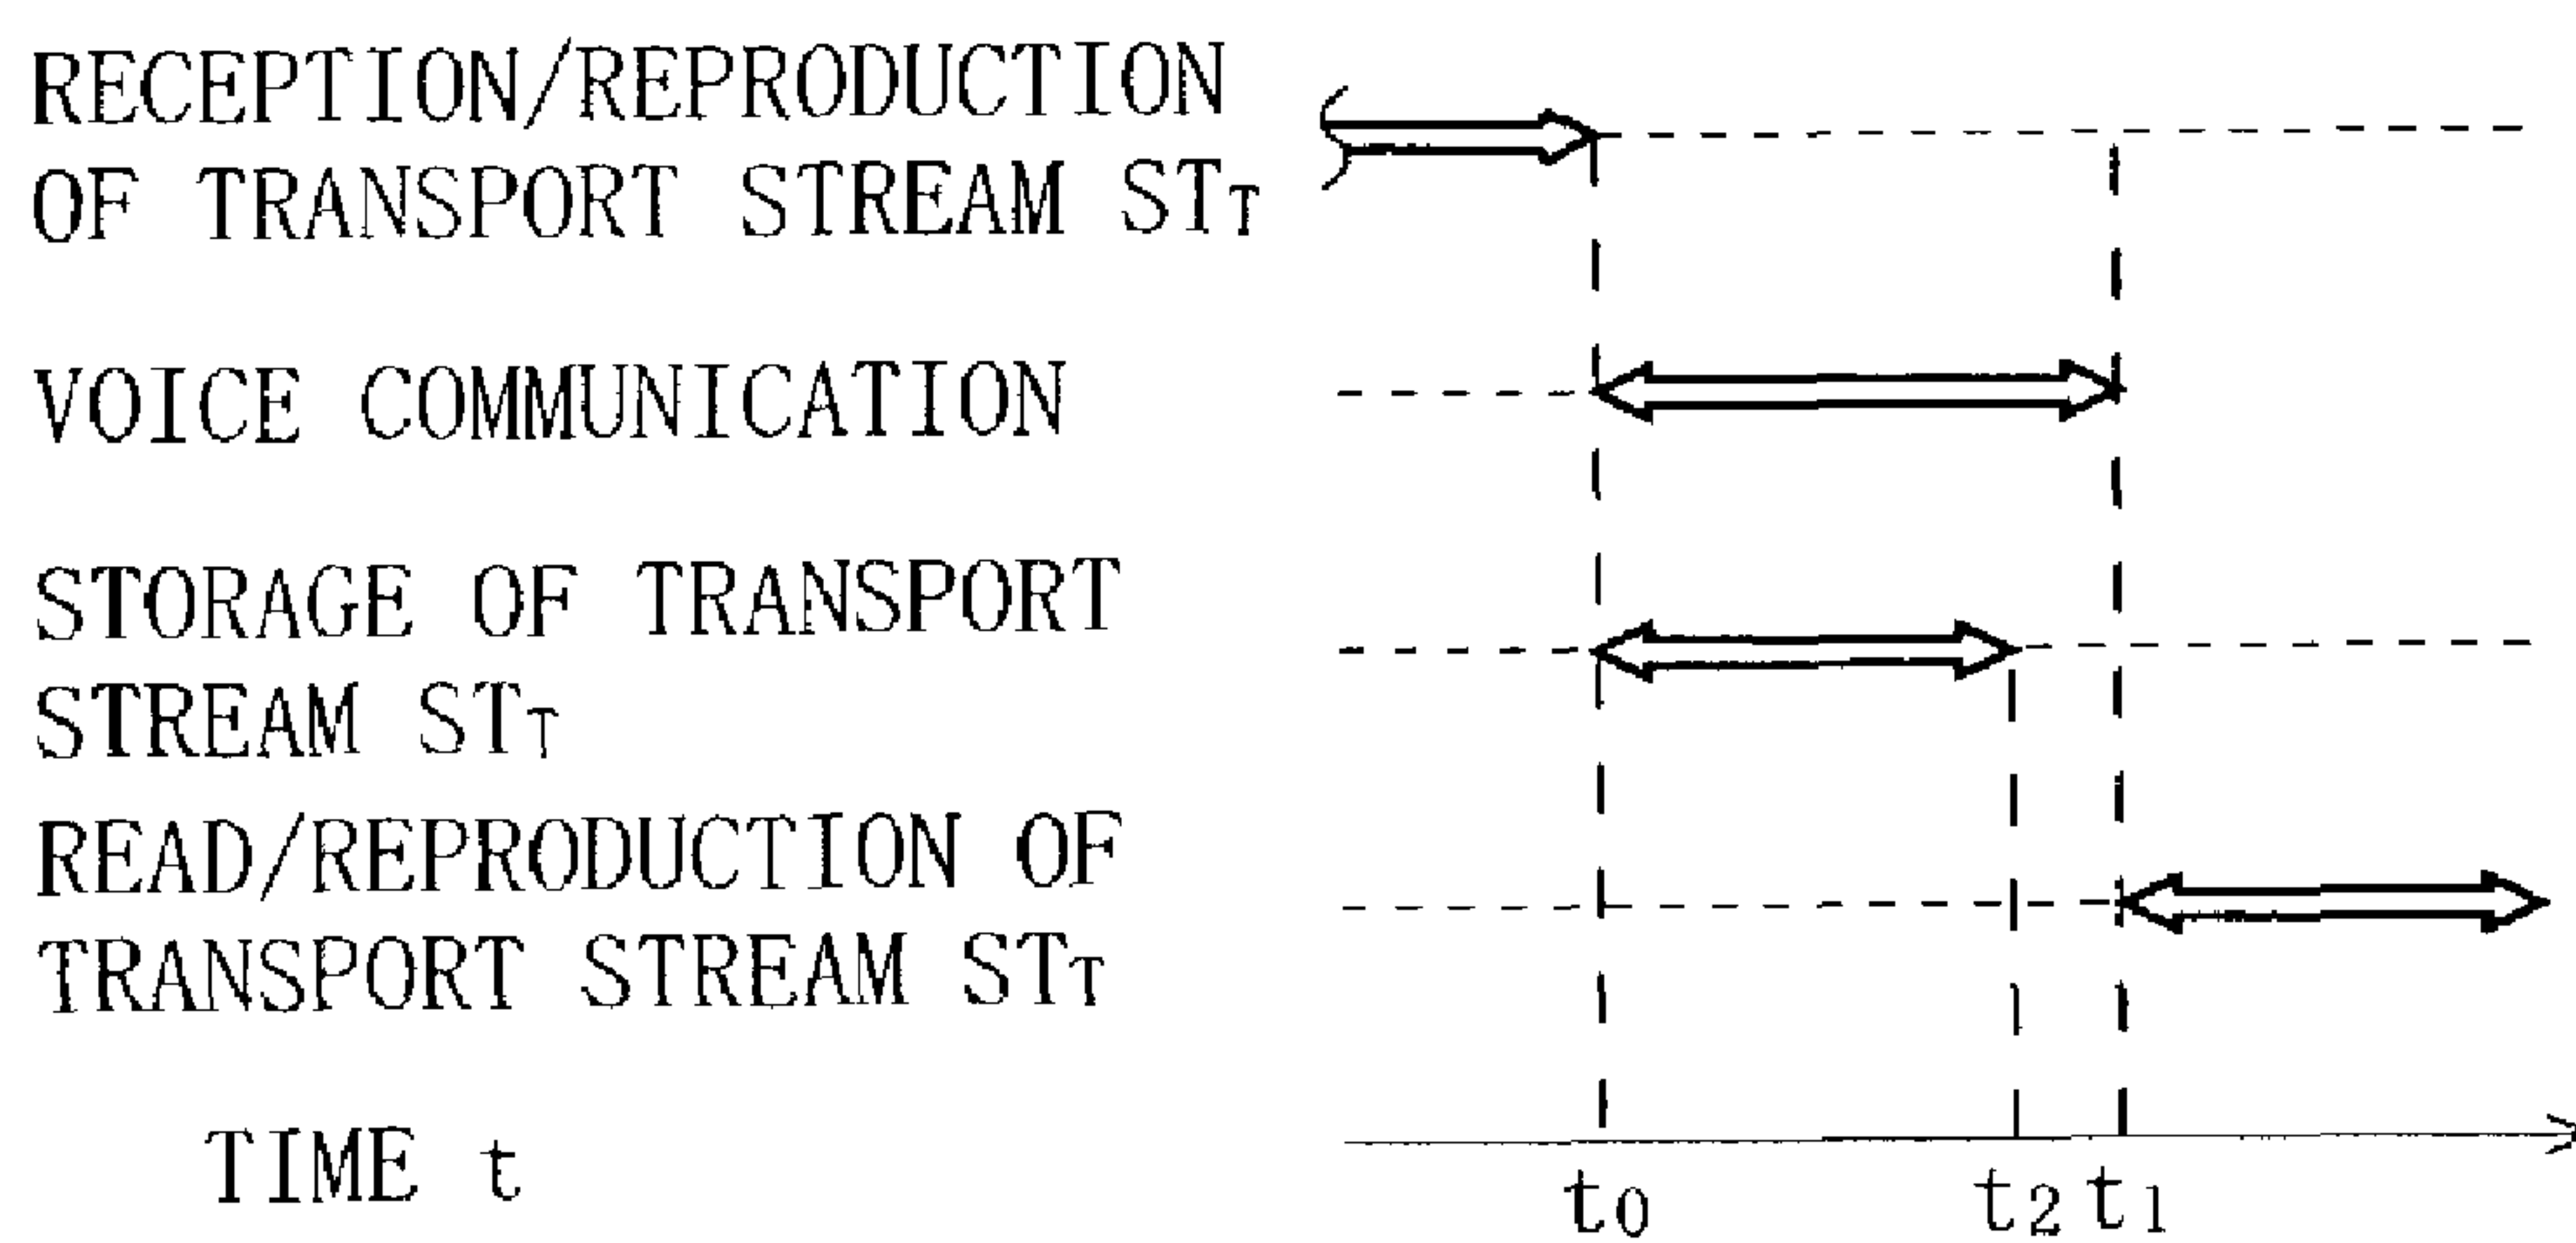 RECEPTION/REPRODUCTION
OF TRANSPORT STREAM STT
VOICE COMMUNICATION
STORAGE OF TRANSPORT
STREAM STT
READ/REPRODUCTION OF
TRANSPORT STREAM STT
TIME t
t0 t2 t1